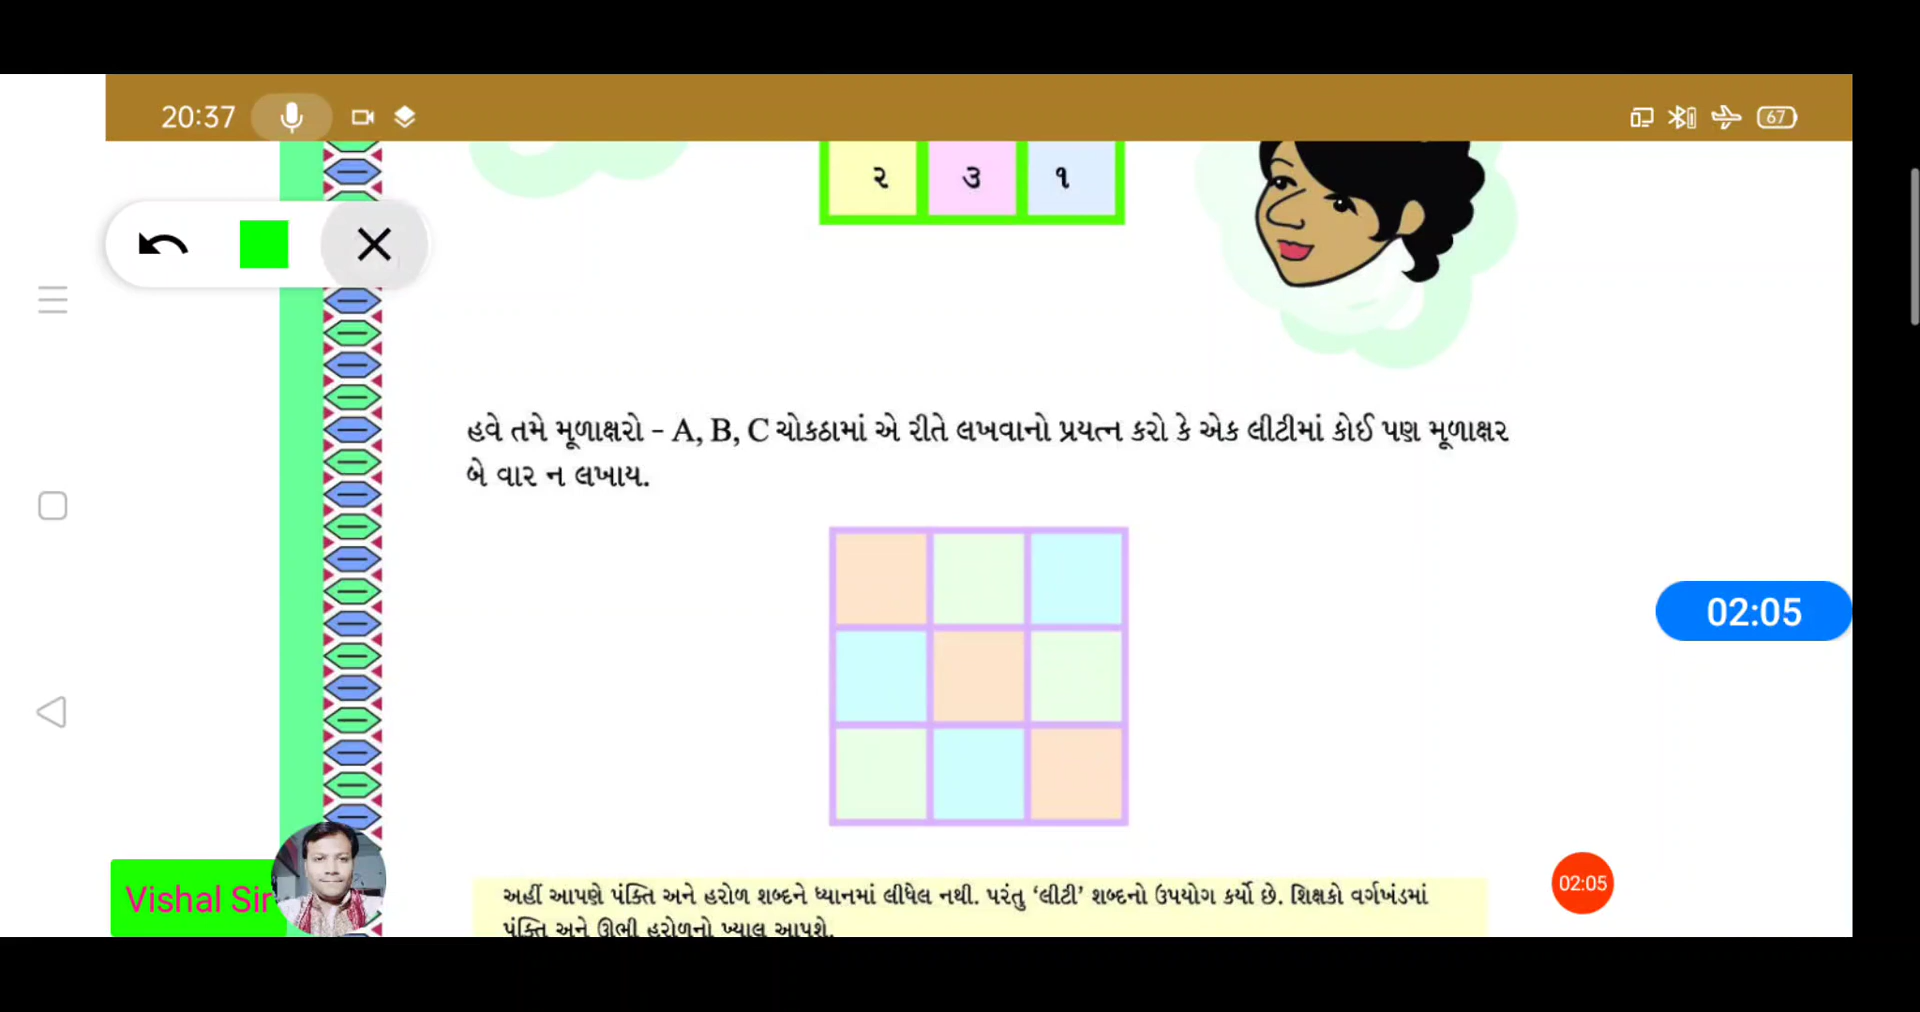 20:37
67
૨ ૩ ૧
હવે તમે મૂળાક્ષરો - A, B, C ચોકઠામાં એ રીતે લખવાનો પ્રયત્ન કરો કે એક લીટીમાં કોઈ પણ મૂળાક્ષર
બે વાર ન લખાય.
02:05
અહીં આપણે પંક્તિ અને હરોળ શબ્દને ધ્યાનમાં લીધેલ નથી. પરંતુ ‘લીટી’ શબ્દનો ઉપયોગ કર્યો છે. શિક્ષકો વર્ગખંડમાં
પંક્તિ અને ઊભી હરોળનો ખ્યાલ આપશે.
02:05
Vishal Sir